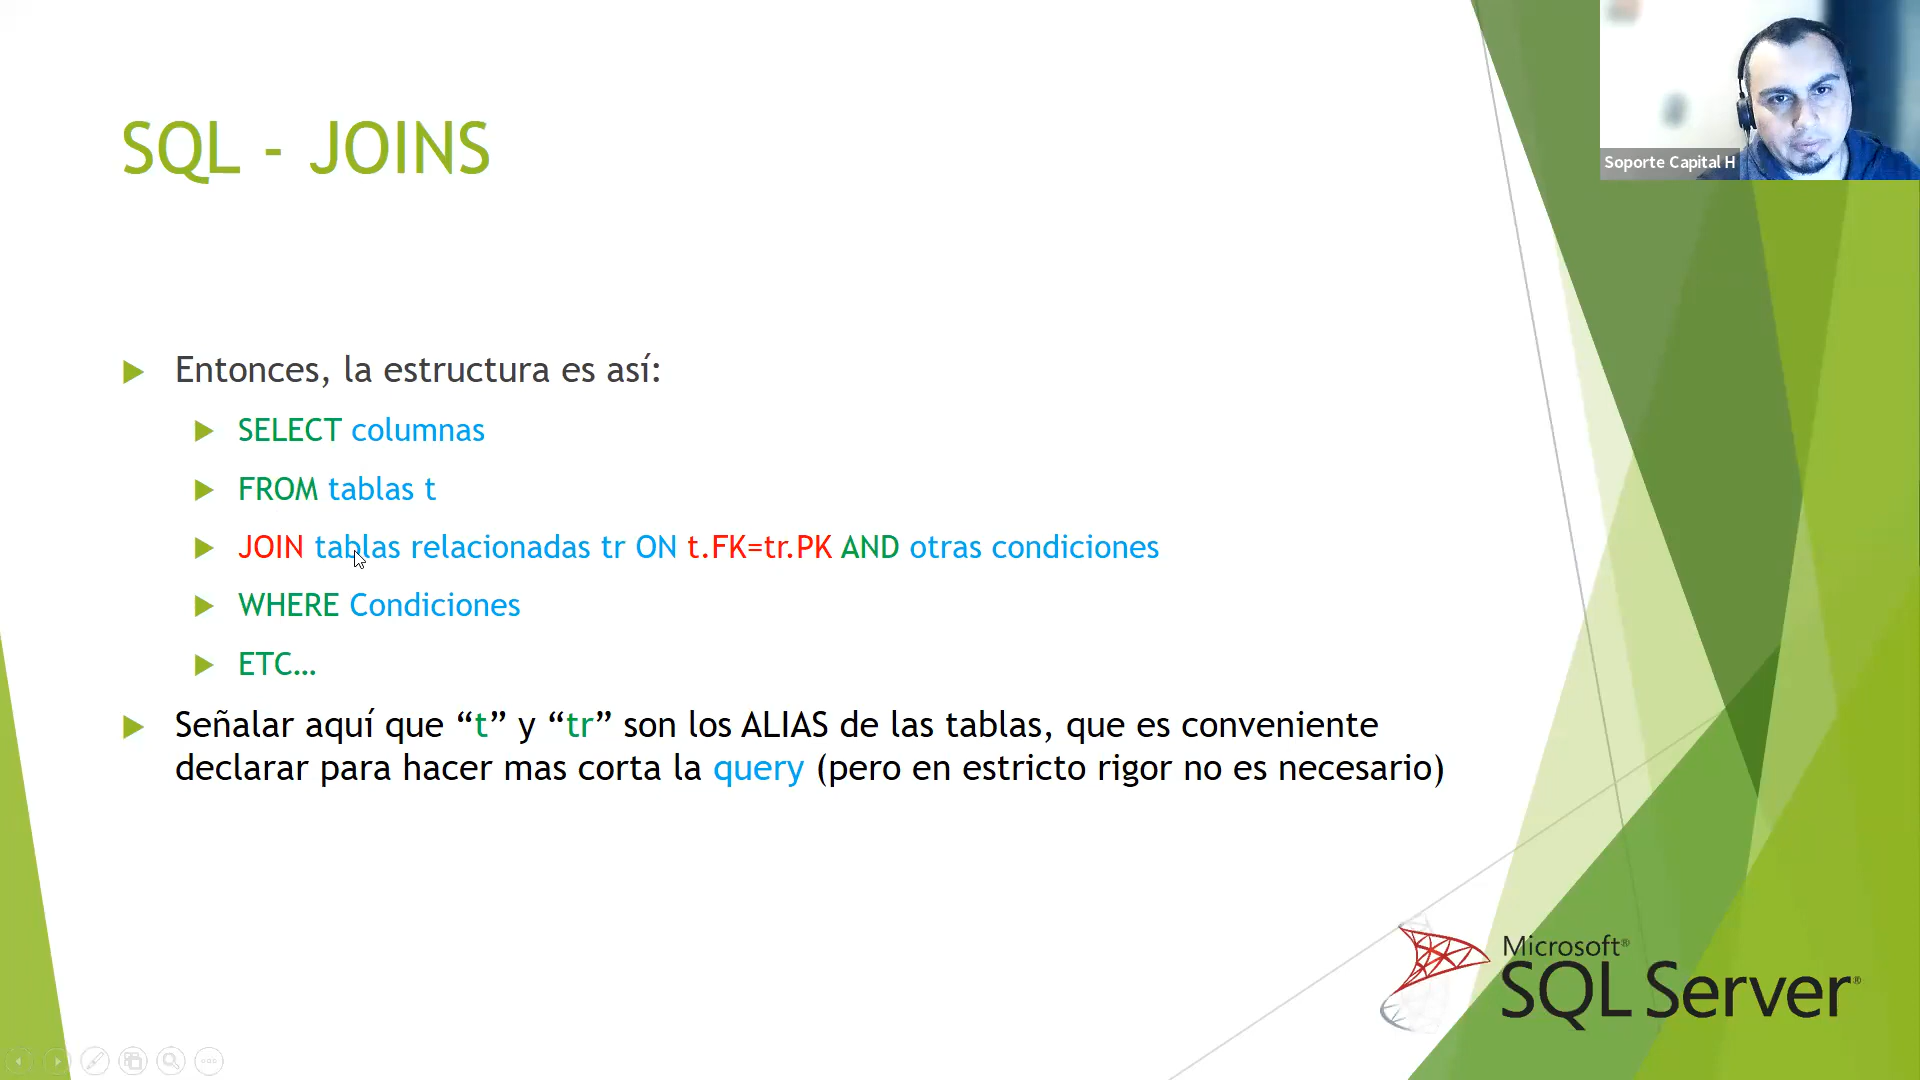 SQL - JOINS
Soporte Capital H
Entonces, la estructura es así:
SELECT columnas
FROM tablas t
JOIN tablas relacionadas tr ON t.FK=tr.PK AND otras condiciones
WHERE Condiciones
ETC…
Señalar aquí que “t” y “tr” son los ALIAS de las tablas, que es conveniente
declarar para hacer mas corta la query (pero en estricto rigor no es necesario)
Microsoft®
SQL Server®